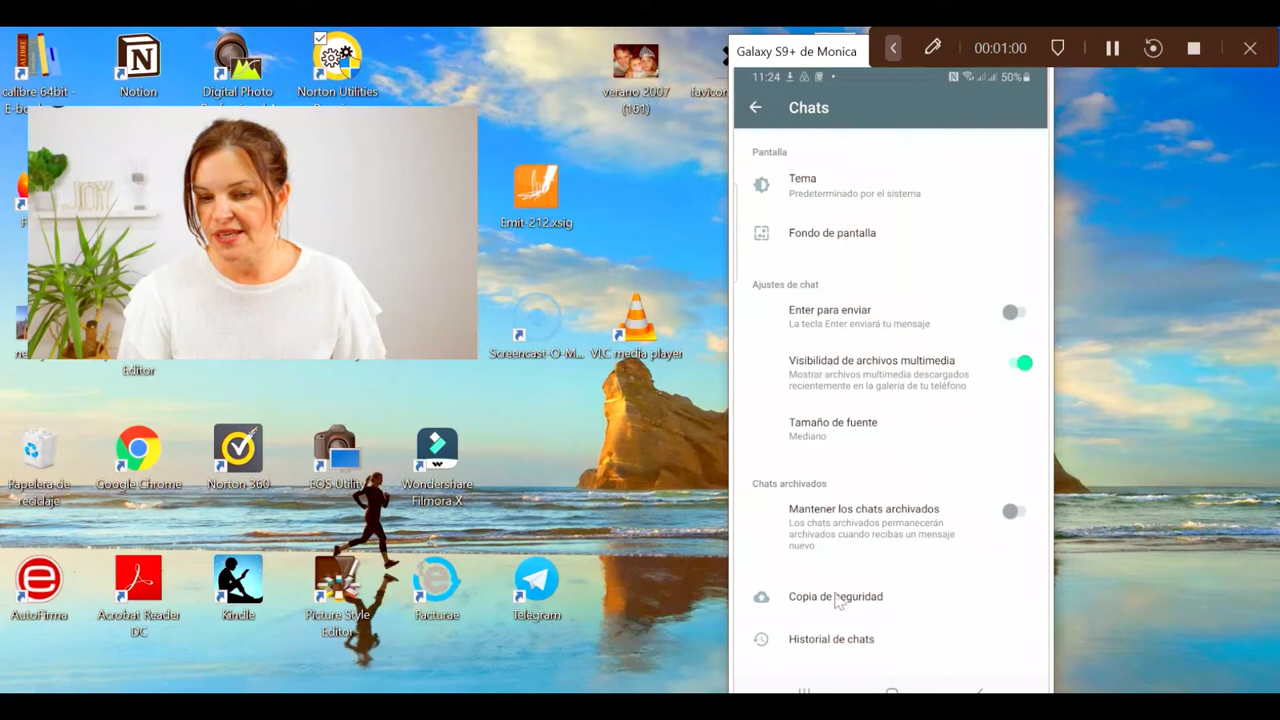 calibre 64bit -
E-bo
Notion
Digital Photo
Norton Utilities
verano 2007
(161)
favicon
Emit-212.xsig
Screencast-O-M...
VLC media player
Editor
Papelera de
reciclaje
Google Chrome
Norton 360
EOS Utility
Wondershare
Filmora X
AutoFirma
Acrobat Reader
DC
Kindle
Picture Style
Editor
Facturae
Telegram
JOY
Galaxy S9+ de Monica
00:01:00
11:24
50%
Chats
Pantalla
Tema
Predeterminado por el sistema
Fondo de pantalla
Ajustes de chat
Enter para enviar
La tecla Enter enviará tu mensaje
Visibilidad de archivos multimedia
Mostrar archivos multimedia descargados
recientemente en la galería de tu teléfono
Tamaño de fuente
Mediano
Chats archivados
Mantener los chats archivados
Los chats archivados permanecerán
archivados cuando recibas un mensaje
nuevo
Copia de seguridad
Historial de chats